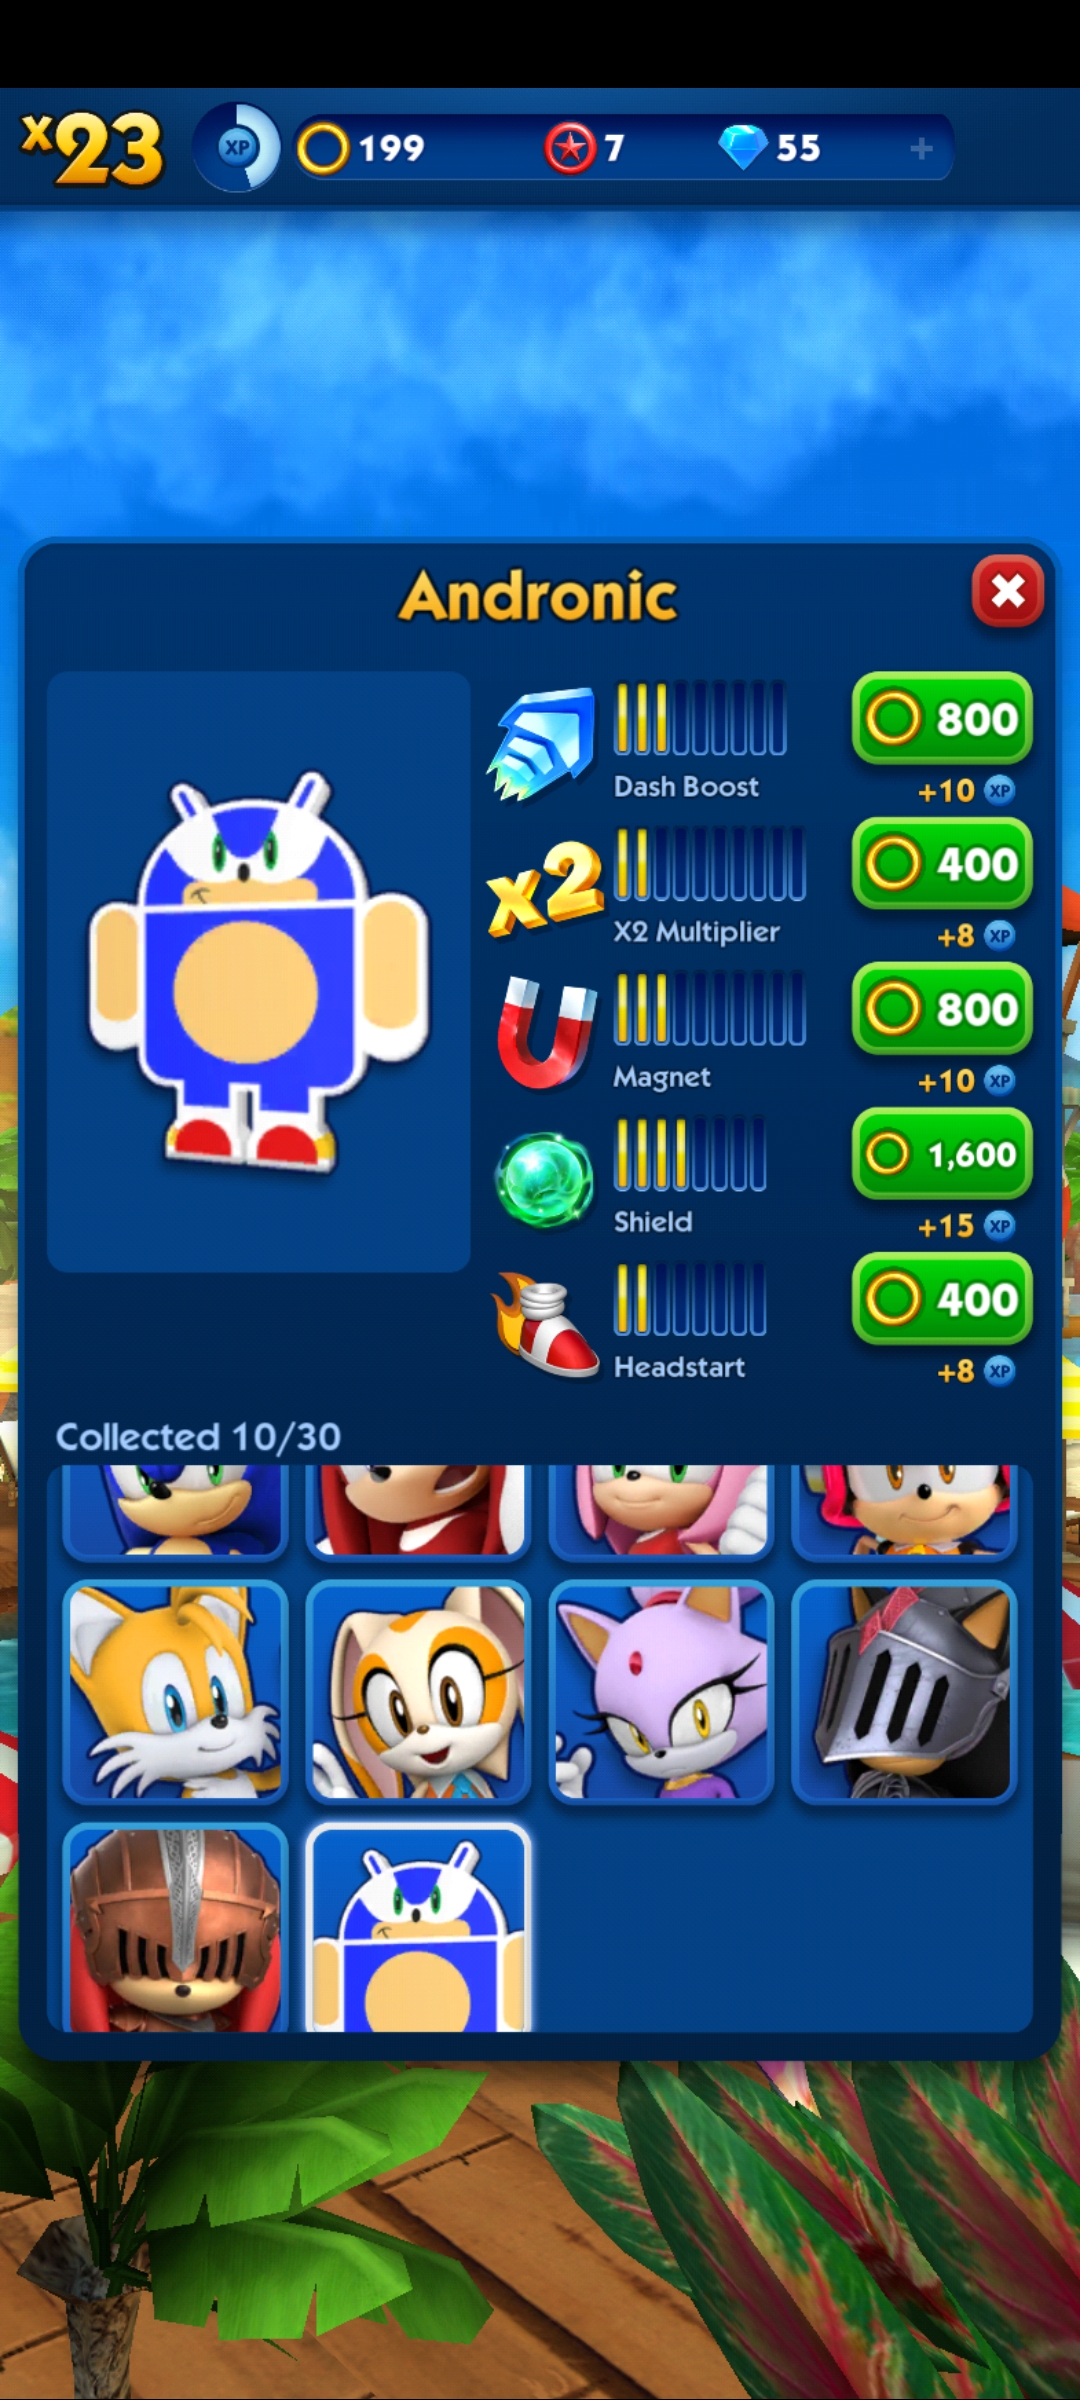 x23
XP
199
7
55
+
Andronic
800
Dash Boost
+10 XP
x2
400
X2 Multiplier
+8 XP
800
Magnet
+10 XP
1,600
Shield
+15 XP
400
Headstart
+8 XP
Collected 10/30